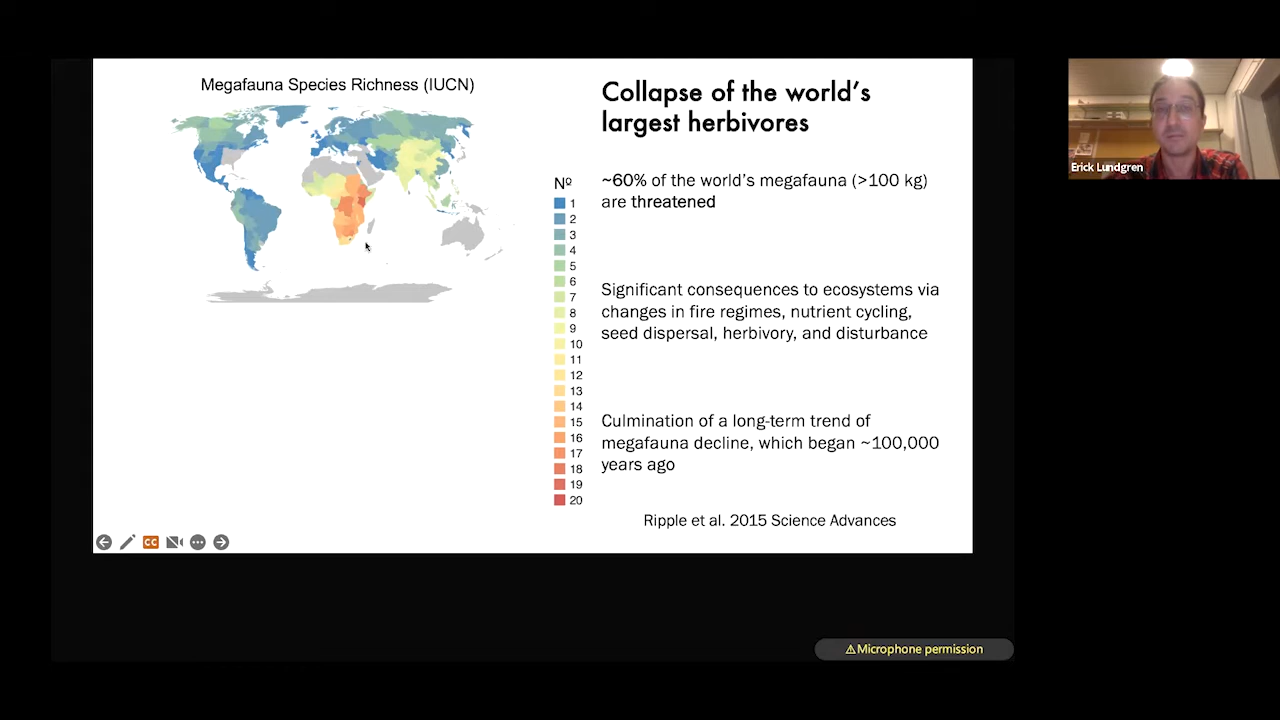 Megafauna Species Richness (IUCN)
Nº
1
2
3
4
5
6
7
8
9
10
11
12
13
14
15
16
17
18
19
20
Collapse of the world's
largest herbivores
~60% of the world's megafauna (>100 kg)
are threatened
Significant consequences to ecosystems via
changes in fire regimes, nutrient cycling,
seed dispersal, herbivory, and disturbance
Culmination of a long-term trend of
megafauna decline, which began ~100,000
years ago
Ripple et al. 2015 Science Advances
CC
Erick Lundgren
⚠Microphone permission